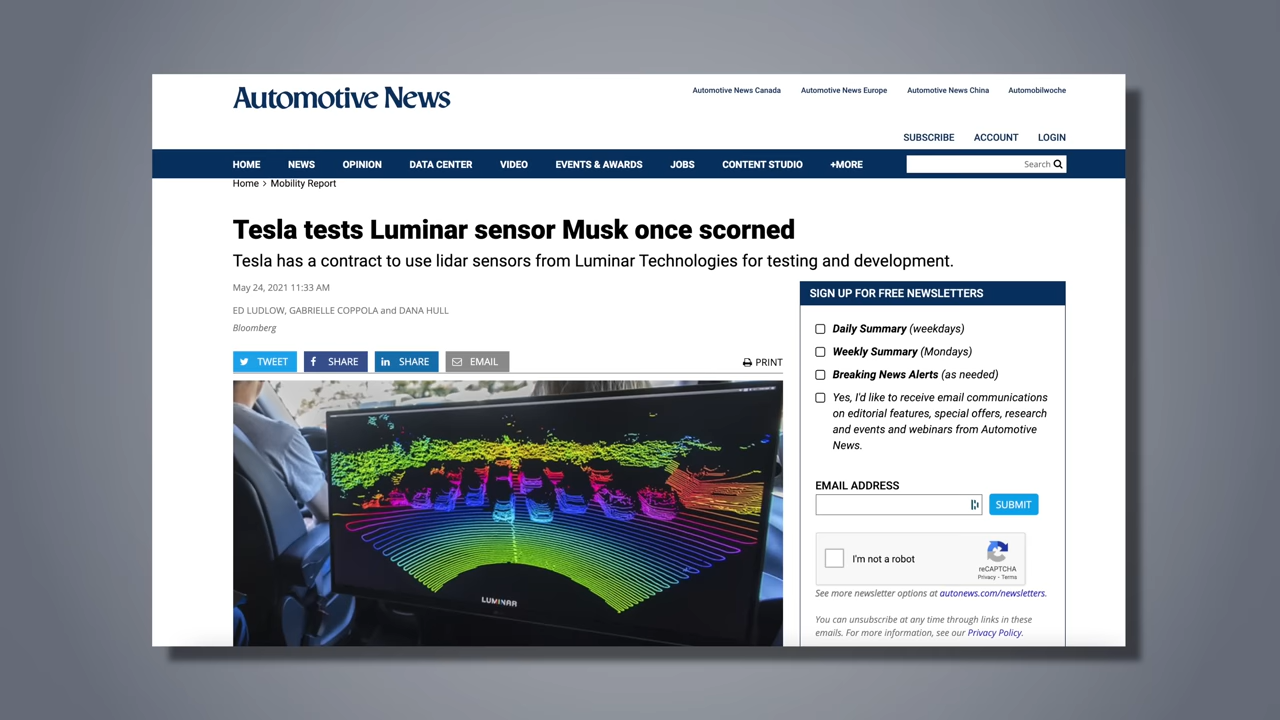 Automotive News
Automotive News Canada Automotive News Europe Automotive News China Automobilwoche
SUBSCRIBE ACCOUNT LOGIN
HOME NEWS OPINION DATA CENTER VIDEO EVENTS & AWARDS JOBS CONTENT STUDIO +MORE Search
Home > Mobility Report
Tesla tests Luminar sensor Musk once scorned
Tesla has a contract to use lidar sensors from Luminar Technologies for testing and development.
May 24, 2021 11:33 AM
ED LUDLOW, GABRIELLE COPPOLA and DANA HULL
Bloomberg
TWEET SHARE SHARE EMAIL PRINT
LUMINAR
SIGN UP FOR FREE NEWSLETTERS
Daily Summary (weekdays)
Weekly Summary (Mondays)
Breaking News Alerts (as needed)
Yes, I'd like to receive email communications
on editorial features, special offers, research
and events and webinars from Automotive
News.
EMAIL ADDRESS
SUBMIT
I'm not a robot
reCAPTCHA
Privacy - Terms
See more newsletter options at autonews.com/newsletters.
You can unsubscribe at any time through links in these
emails. For more information, see our Privacy Policy.